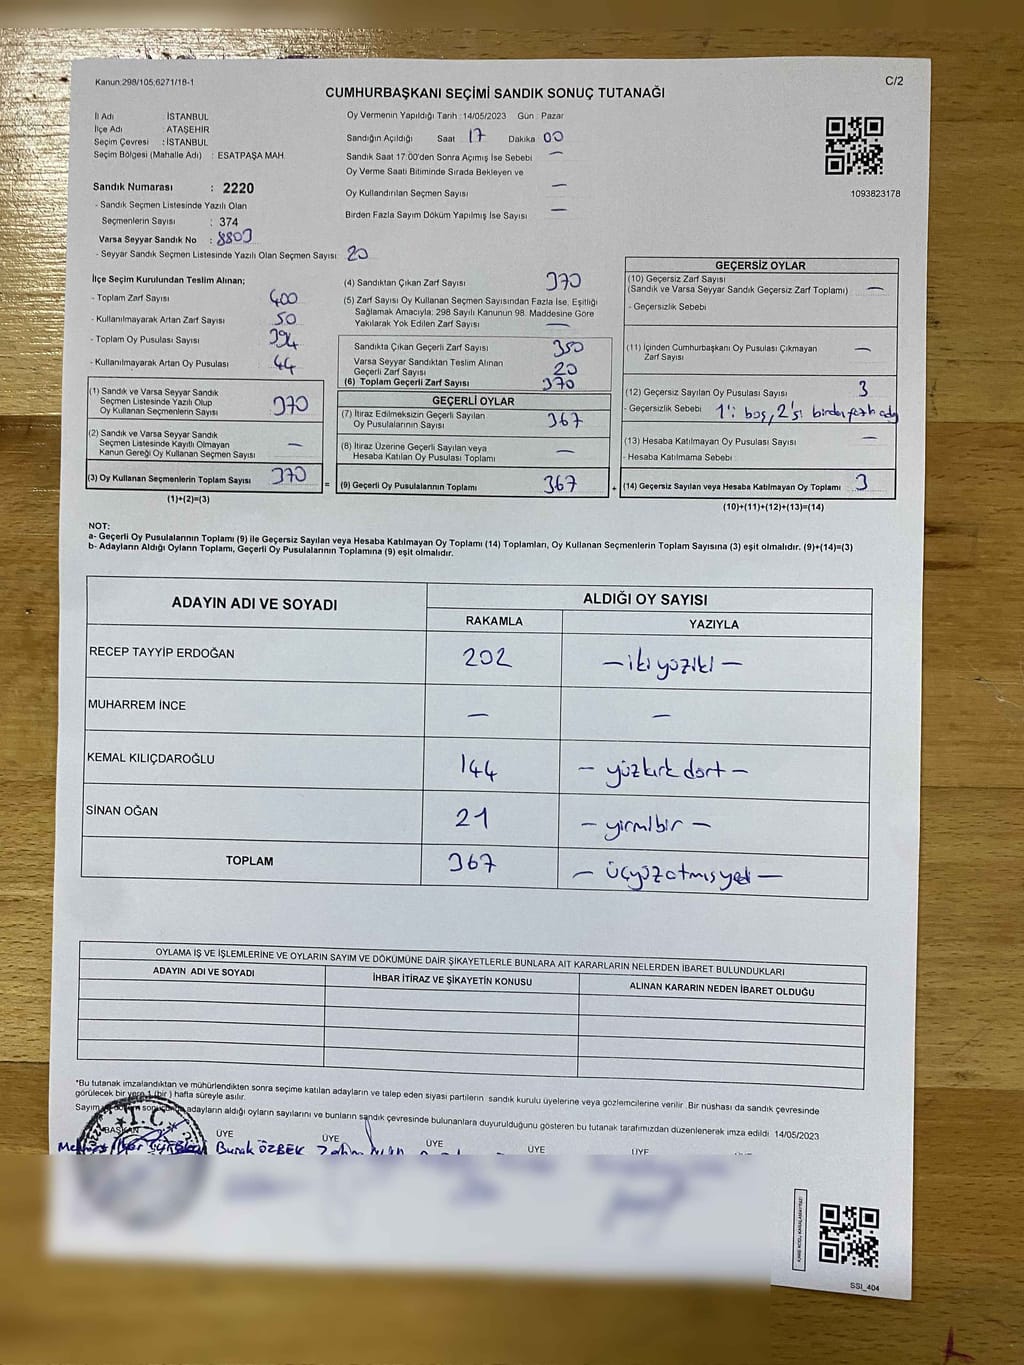 Kanun:298/105;6271/18-1
C/2
CUMHURBAŞKANI SEÇİMİ SANDIK SONUÇ TUTANAĞI
İl Adı : İSTANBUL
İlçe Adı : ATAŞEHİR
Seçim Çevresi : İSTANBUL
Seçim Bölgesi (Mahalle Adı) : ESATPAŞA MAH.
Sandık Numarası : 2220
- Sandık Seçmen Listesinde Yazılı Olan
Seçmenlerin Sayısı : 374
Varsa Seyyar Sandık No : 8809
- Seyyar Sandık Seçmen Listesinde Yazılı Olan Seçmen Sayısı : 20
Oy Vermenin Yapıldığı Tarih :14/05/2023 Gün : Pazar
Sandığın Açıldığı Saat 17 Dakika 00
Sandık Saat 17:00'den Sonra Açımış İse Sebebi —
Oy Verme Saati Bitiminde Sırada Bekleyen ve
Oy Kullandırılan Seçmen Sayısı —
Birden Fazla Sayım Döküm Yapılmış İse Sayısı —
1093823178
İlçe Seçim Kurulundan Teslim Alınan;
- Toplam Zarf Sayısı 400
- Kullanılmayarak Artan Zarf Sayısı 50
- Toplam Oy Pusulası Sayısı 394
- Kullanılmayarak Artan Oy Pusulası 44
(1) Sandık ve Varsa Seyyar Sandık
Seçmen Listesinde Yazılı Olup
Oy Kullanan Seçmenlerin Sayısı 370
(2) Sandık ve Varsa Seyyar Sandık
Seçmen Listesinde Kayıtlı Olmayan
Kanun Gereği Oy Kullanan Seçmen Sayısı —
(3) Oy Kullanan Seçmenlerin Toplam Sayısı 370
(1)+(2)=(3)
=
(4) Sandıktan Çıkan Zarf Sayısı 370
(5) Zarf Sayısı Oy Kullanan Seçmen Sayısından Fazla İse, Eşitliği
Sağlamak Amacıyla; 298 Sayılı Kanunun 98. Maddesine Göre
Yakılarak Yok Edilen Zarf Sayısı —
Sandıkta Çıkan Geçerli Zarf Sayısı 350
Varsa Seyyar Sandıktan Teslim Alınan
Geçerli Zarf Sayısı 20
(6) Toplam Geçerli Zarf Sayısı 370
GEÇERLİ OYLAR
(7) İtiraz Edilmeksizin Geçerli Sayılan
Oy Pusulalarının Sayısı 367
(8) İtiraz Üzerine Geçerli Sayılan veya
Hesaba Katılan Oy Pusulası Toplamı —
(9) Geçerli Oy Pusulalarının Toplamı 367
+
GEÇERSİZ OYLAR
(10) Geçersiz Zarf Sayısı
(Sandık ve Varsa Seyyar Sandık Geçersiz Zarf Toplamı) —
- Geçersizlik Sebebi
(11) İçinden Cumhurbaşkanı Oy Pusulası Çıkmayan
Zarf Sayısı —
(12) Geçersiz Sayılan Oy Pusulası Sayısı 3
- Geçersizlik Sebebi 1'i boş, 2'si birden
(13) Hesaba Katılmayan Oy Pusulası Sayısı —
- Hesaba Katılmama Sebebi
(14) Geçersiz Sayılan veya Hesaba Katılmayan Oy Toplamı 3
(10)+(11)+(12)+(13)=(14)
NOT:
a- Geçerli Oy Pusulalarının Toplamı (9) ile Geçersiz Sayılan veya Hesaba Katılmayan Oy Toplamı (14) Toplamları, Oy Kullanan Seçmenlerin Toplam Sayısına (3) eşit olmalıdır. (9)+(14)=(3)
b- Adayların Aldığı Oyların Toplamı, Geçerli Oy Pusulalarının Toplamına (9) eşit olmalıdır.
ADAYIN ADI VE SOYADI
ALDIĞI OY SAYISI
RAKAMLA YAZIYLA
RECEP TAYYİP ERDOĞAN 202 — ikiyüziki —
MUHARREM İNCE — —
KEMAL KILIÇDAROĞLU 144 — yüzkırkdört —
SİNAN OĞAN 21 — yirmibir —
TOPLAM 367 — üçyüzatmışyedi —
OYLAMA İŞ VE İŞLEMLERİNE VE OYLARIN SAYIM VE DÖKÜMÜNE DAİR ŞİKAYETLERLE BUNLARA AİT KARARLARIN NELERDEN İBARET BULUNDUKLARI
ADAYIN ADI VE SOYADI İHBAR İTİRAZ VE ŞİKAYETİN KONUSU ALINAN KARARIN NEDEN İBARET OLDUĞU
*Bu tutanak imzalandıktan ve mühürlendikten sonra seçime katılan adayların ve talep eden siyasi partilerin sandık kurulu üyelerine veya gözlemcilerine verilir .Bir nüshası da sandık çevresinde
görülecek bir yere 1 (bir ) hafta süreyle asılır.
Sayım ve döküm sonucunda adayların aldığı oyların sayılarını ve bunların sandık çevresinde bulunanlara duyurulduğunu gösteren bu tutanak tarafımızdan düzenlenerek imza edildi 14/05/2023
BAŞKAN ÜYE ÜYE ÜYE ÜYE ÜYE
T.C.
Burak ÖZBEK
SSI_404